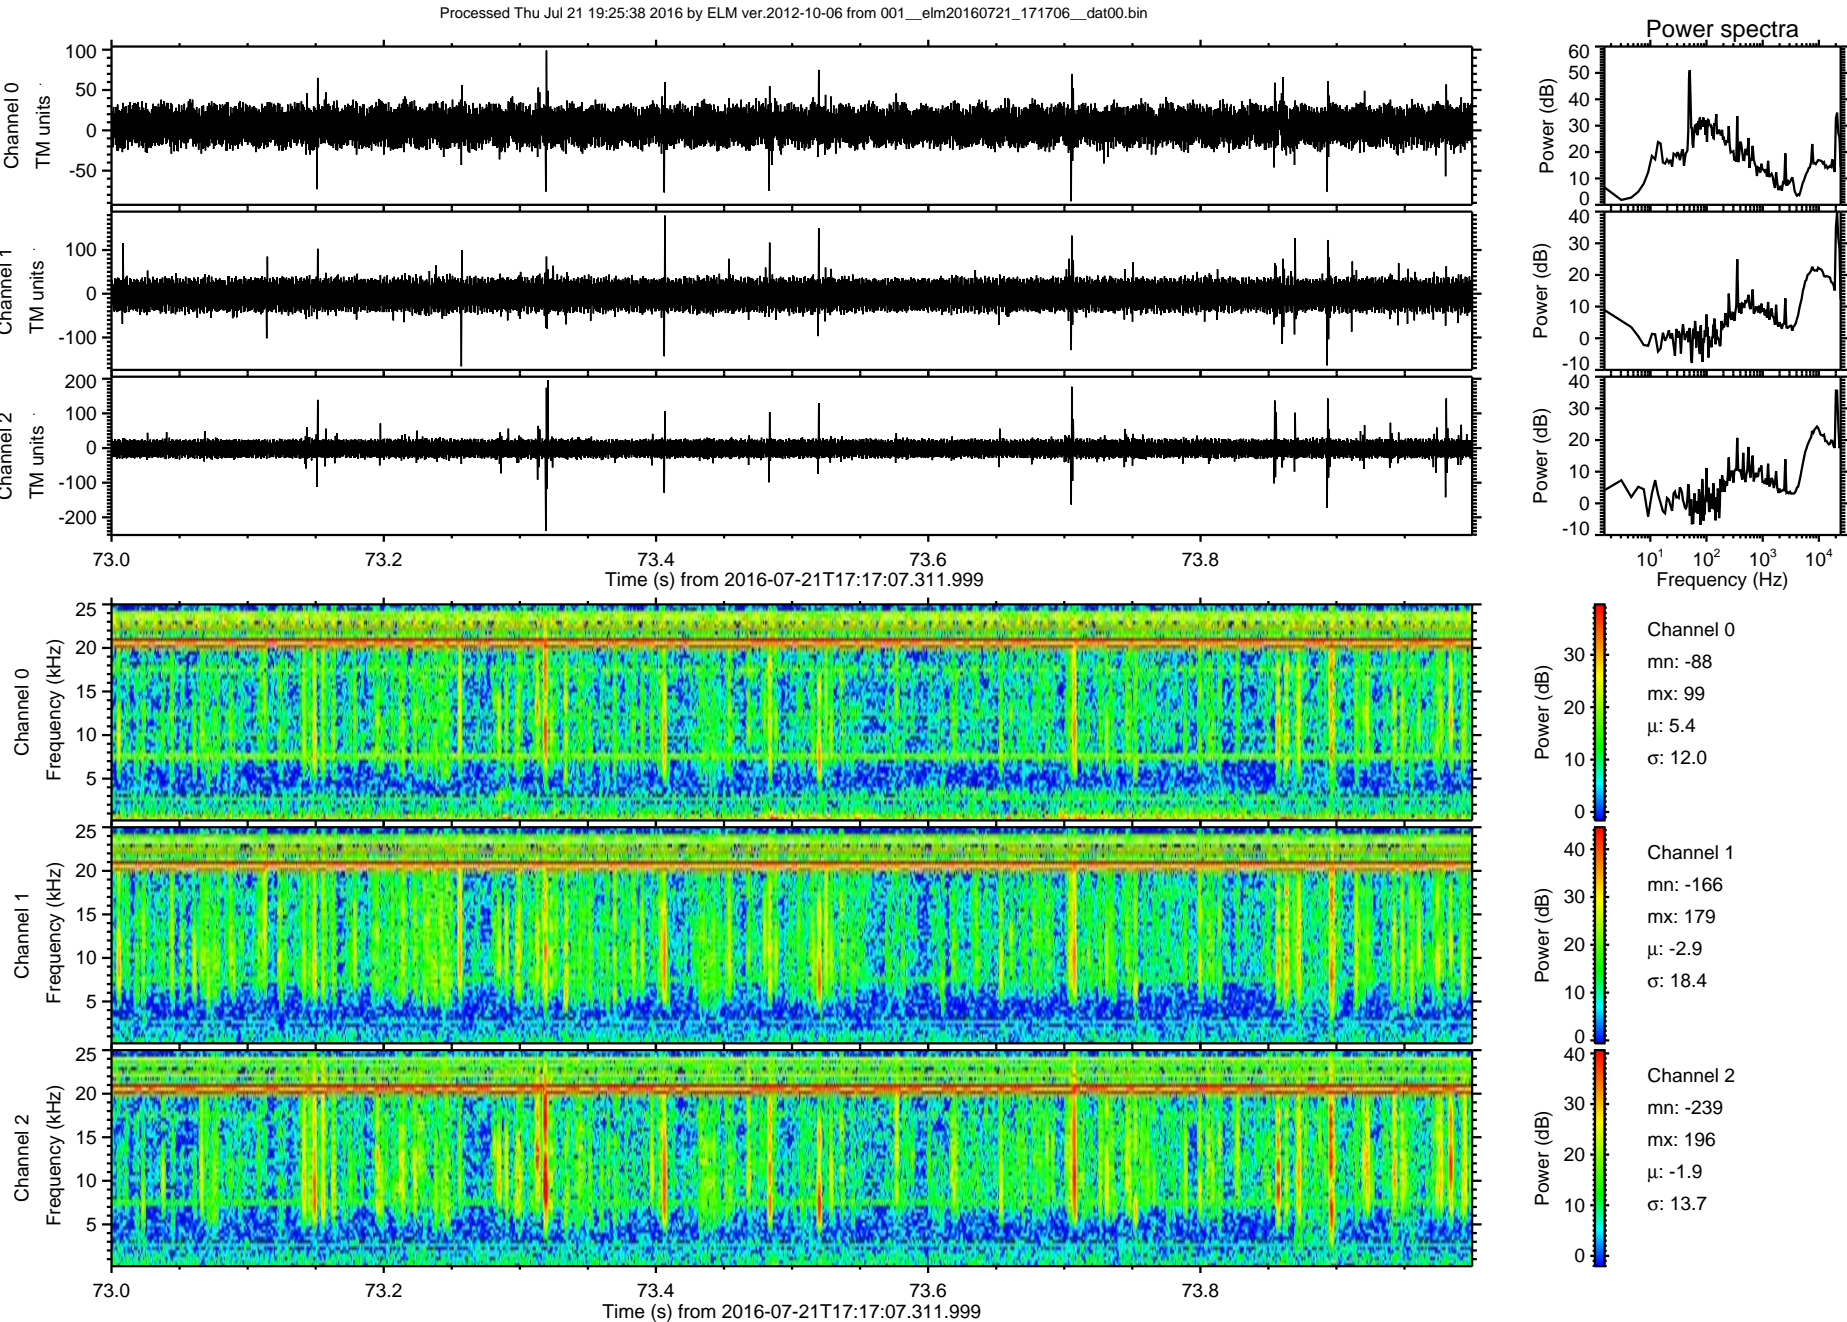 Processed Thu Jul 21 19:25:38 2016 by ELM ver.2012-10-06 from 001__elm20160721_171706__dat00.bin
Power spectra
Channel 0
TM units
100
50
0
-50
Power (dB)
60
50
40
30
20
10
0
Channel 1
TM units
100
0
-100
Power (dB)
40
30
20
10
0
-10
Channel 2
TM units
200
100
0
-100
-200
Power (dB)
40
30
20
10
0
-10
73.0 73.2 73.4 73.6 73.8
Time (s) from 2016-07-21T17:17:07.311.999
10^1 10^2 10^3 10^4
Frequency (Hz)
Channel 0
Frequency (kHz)
25
20
15
10
5
Power (dB)
30
20
10
0
Channel 0
mn: -88
mx: 99
μ: 5.4
σ: 12.0
Channel 1
Frequency (kHz)
25
20
15
10
5
Power (dB)
40
30
20
10
0
Channel 1
mn: -166
mx: 179
μ: -2.9
σ: 18.4
Channel 2
Frequency (kHz)
25
20
15
10
5
Power (dB)
40
30
20
10
0
Channel 2
mn: -239
mx: 196
μ: -1.9
σ: 13.7
73.0 73.2 73.4 73.6 73.8
Time (s) from 2016-07-21T17:17:07.311.999